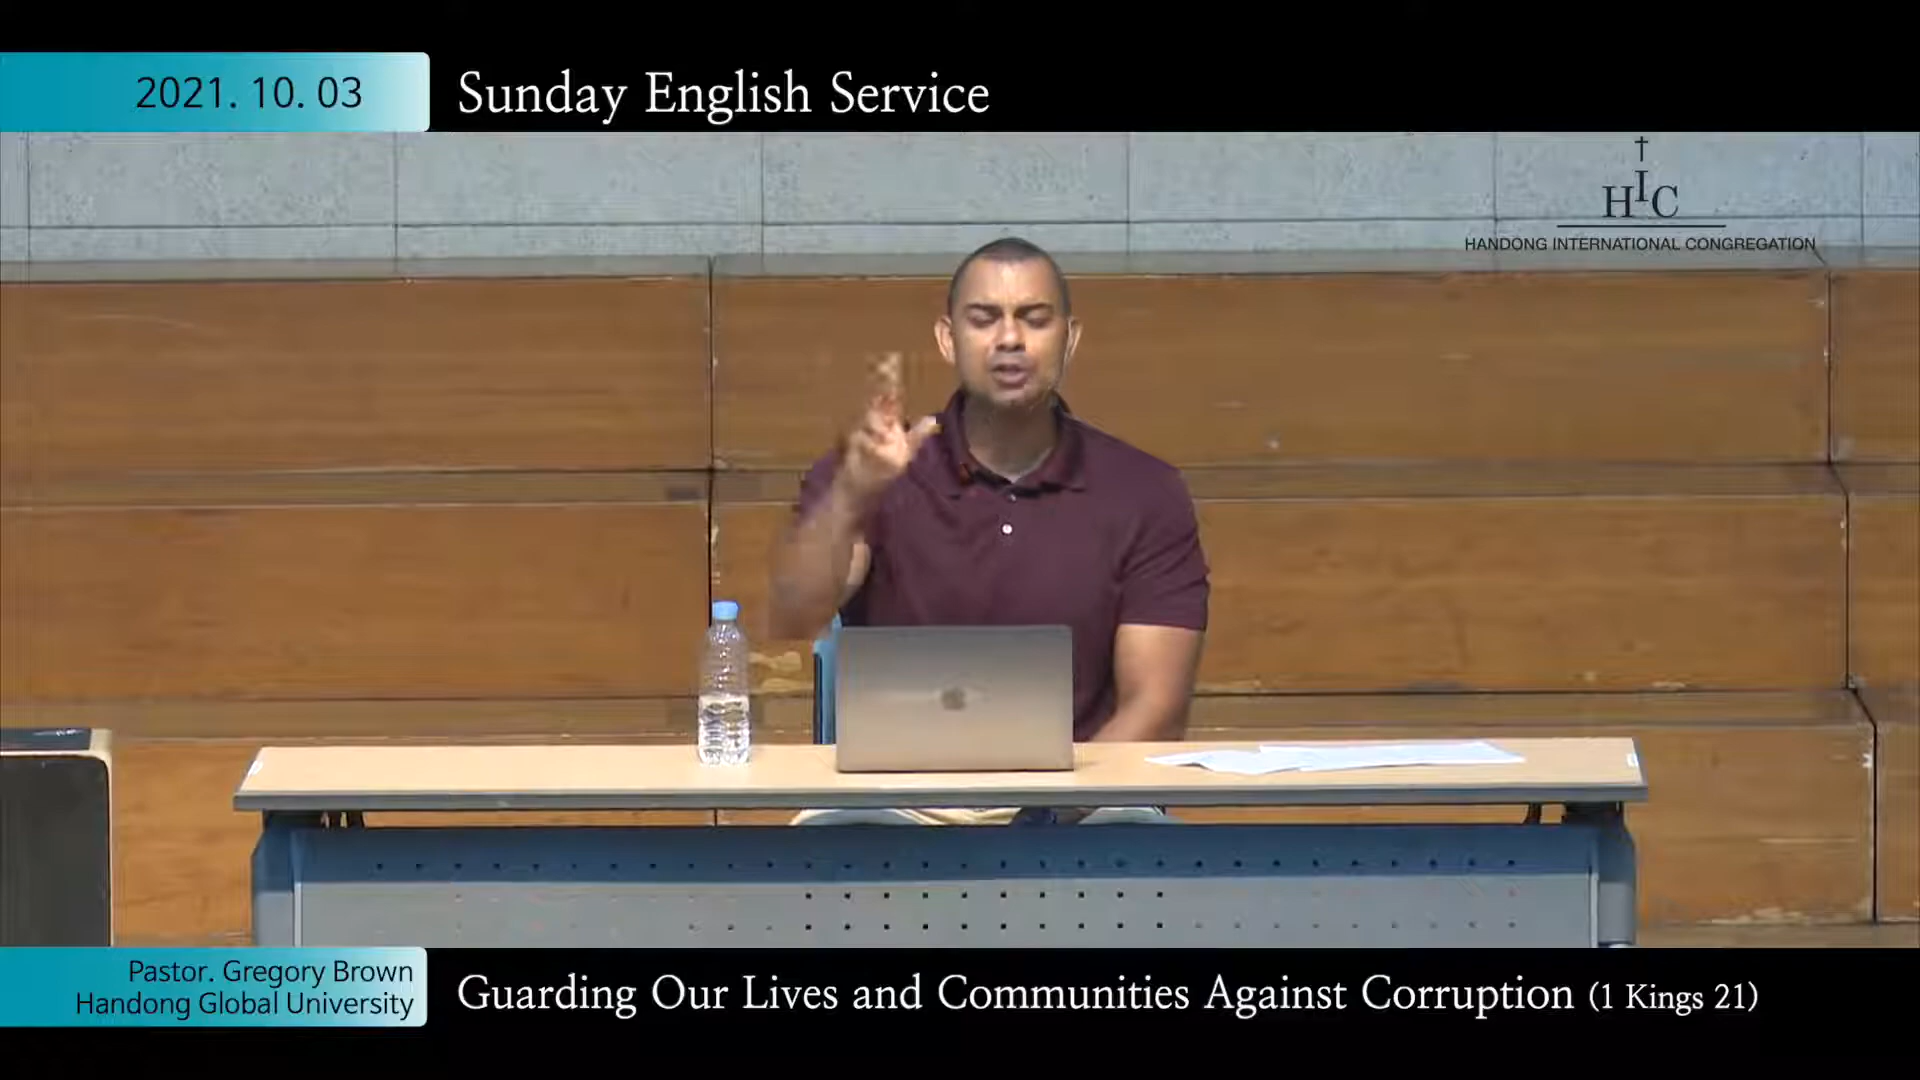 2021. 10. 03
Sunday English Service
HIC
HANDONG INTERNATIONAL CONGREGATION
Pastor. Gregory Brown
Handong Global University
Guarding Our Lives and Communities Against Corruption (1 Kings 21)